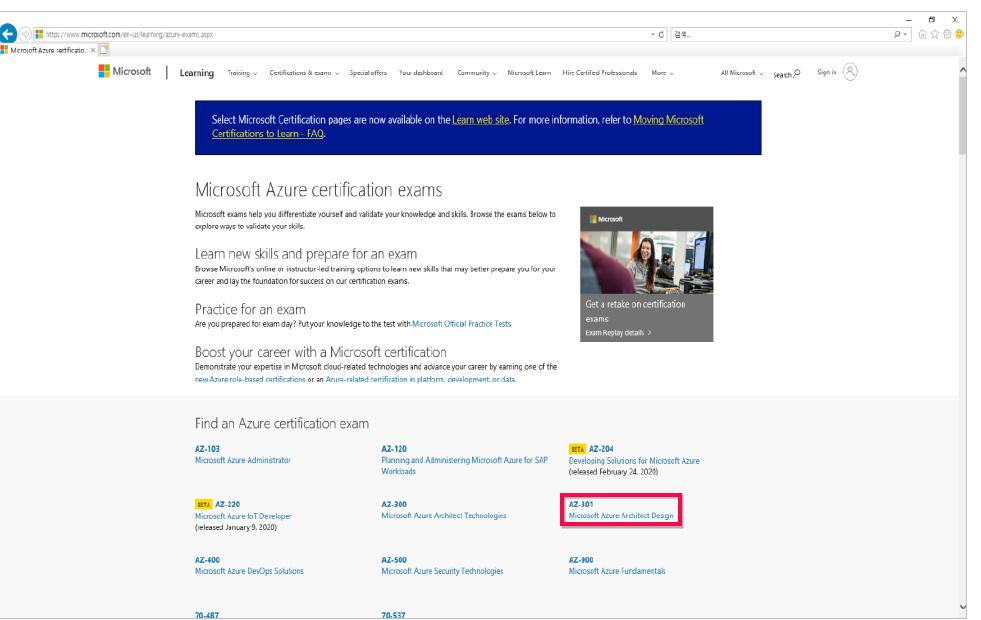 https://www.microsoft.com/en-us/learning/azure-exams.aspx
검색...
Microsoft Azure certificatio...
Microsoft
Learning Training Certifications & exams Special offers Your dashboard Community Microsoft Learn Hire Certified Professionals More All Microsoft Search Sign in
Select Microsoft Certification pages are now available on the Learn web site. For more information, refer to Moving Microsoft
Certifications to Learn - FAQ.
Microsoft Azure certification exams
Microsoft exams help you differentiate yourself and validate your knowledge and skills. Browse the exams below to
explore ways to validate your skills.
Learn new skills and prepare for an exam
Browse Microsoft's online or instructor-led training options to learn new skills that may better prepare you for your
career and lay the foundation for success on our certification exams.
Practice for an exam
Are you prepared for exam day? Put your knowledge to the test with Microsoft Official Practice Tests.
Boost your career with a Microsoft certification
Demonstrate your expertise in Microsoft cloud-related technologies and advance your career by earning one of the
new Azure role-based certifications or an Azure-related certification in platform, development, or data.
Microsoft
Get a retake on certification
exams
Exam Replay details >
Find an Azure certification exam
AZ-103
Microsoft Azure Administrator
AZ-120
Planning and Administering Microsoft Azure for SAP
Workloads
BETA AZ-204
Developing Solutions for Microsoft Azure
(released February 24, 2020)
BETA AZ-220
Microsoft Azure IoT Developer
(released January 9, 2020)
AZ-300
Microsoft Azure Architect Technologies
AZ-301
Microsoft Azure Architect Design
AZ-400
Microsoft Azure DevOps Solutions
AZ-500
Microsoft Azure Security Technologies
AZ-900
Microsoft Azure Fundamentals
70-487
70-537